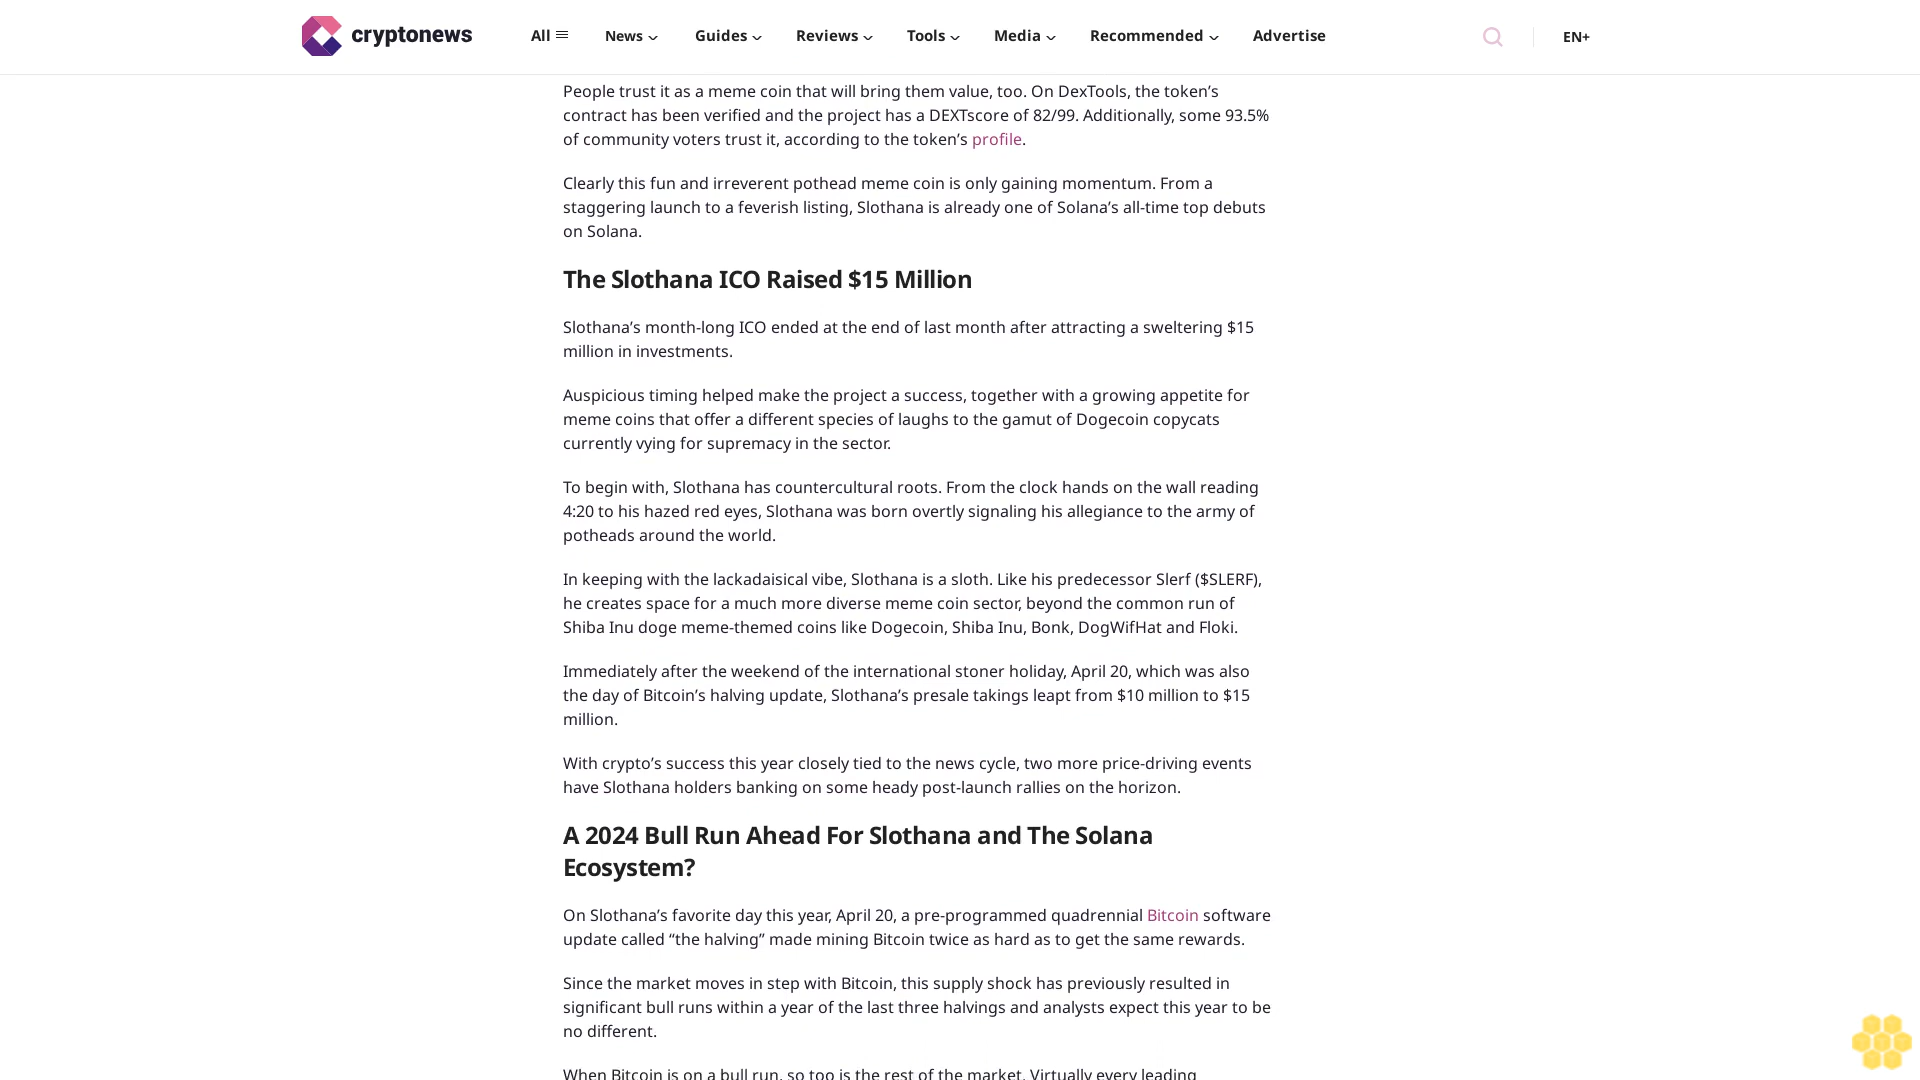 cryptonews
All
News
Guides
Reviews
Tools
Media
Recommended
Advertise
EN+
People trust it as a meme coin that will bring them value, too. On DexTools, the token’s
contract has been verified and the project has a DEXTscore of 82/99. Additionally, some 93.5%
of community voters trust it, according to the token’s profile.
Clearly this fun and irreverent pothead meme coin is only gaining momentum. From a
staggering launch to a feverish listing, Slothana is already one of Solana’s all-time top debuts
on Solana.
The Slothana ICO Raised $15 Million
Slothana’s month-long ICO ended at the end of last month after attracting a sweltering $15
million in investments.
Auspicious timing helped make the project a success, together with a growing appetite for
meme coins that offer a different species of laughs to the gamut of Dogecoin copycats
currently vying for supremacy in the sector.
To begin with, Slothana has countercultural roots. From the clock hands on the wall reading
4:20 to his hazed red eyes, Slothana was born overtly signaling his allegiance to the army of
potheads around the world.
In keeping with the lackadaisical vibe, Slothana is a sloth. Like his predecessor Slerf ($SLERF),
he creates space for a much more diverse meme coin sector, beyond the common run of
Shiba Inu doge meme-themed coins like Dogecoin, Shiba Inu, Bonk, DogWifHat and Floki.
Immediately after the weekend of the international stoner holiday, April 20, which was also
the day of Bitcoin’s halving update, Slothana’s presale takings leapt from $10 million to $15
million.
With crypto’s success this year closely tied to the news cycle, two more price-driving events
have Slothana holders banking on some heady post-launch rallies on the horizon.
A 2024 Bull Run Ahead For Slothana and The Solana
Ecosystem?
On Slothana’s favorite day this year, April 20, a pre-programmed quadrennial Bitcoin software
update called “the halving” made mining Bitcoin twice as hard as to get the same rewards.
Since the market moves in step with Bitcoin, this supply shock has previously resulted in
significant bull runs within a year of the last three halvings and analysts expect this year to be
no different.
When Bitcoin is on a bull run, so too is the rest of the market. Virtually every leading